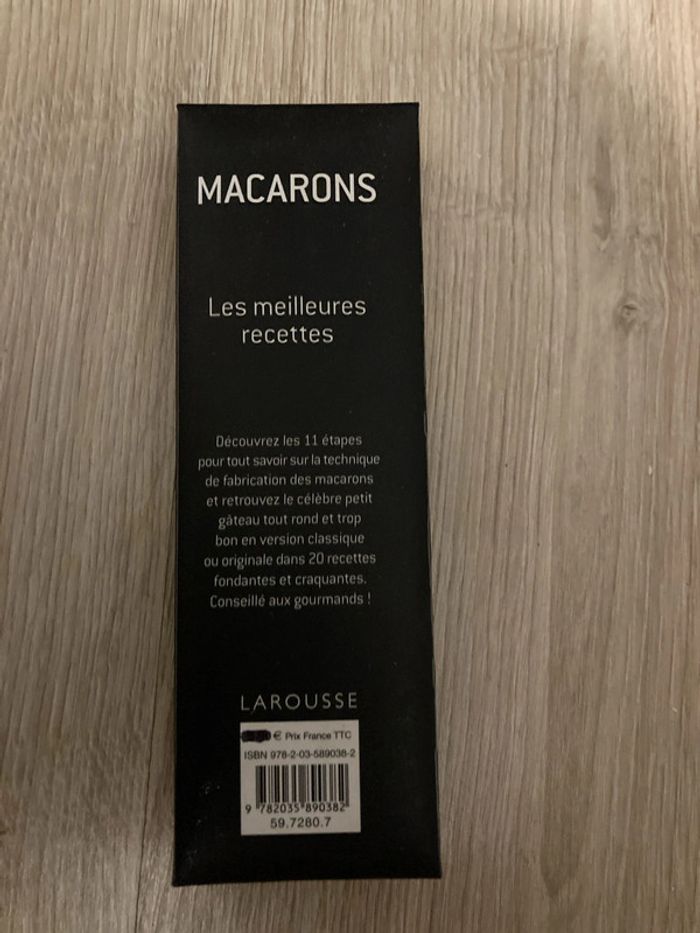 MACARONS
Les meilleures
recettes
Découvrez les 11 étapes
pour tout savoir sur la technique
de fabrication des macarons
et retrouvez le célèbre petit
gâteau tout rond et trop
bon en version classique
ou originale dans 20 recettes
fondantes et craquantes.
Conseillé aux gourmands !
LAROUSSE
€ Prix France TTC
ISBN 978-2-03-589038-2
9 782035 890382
59.7280.7